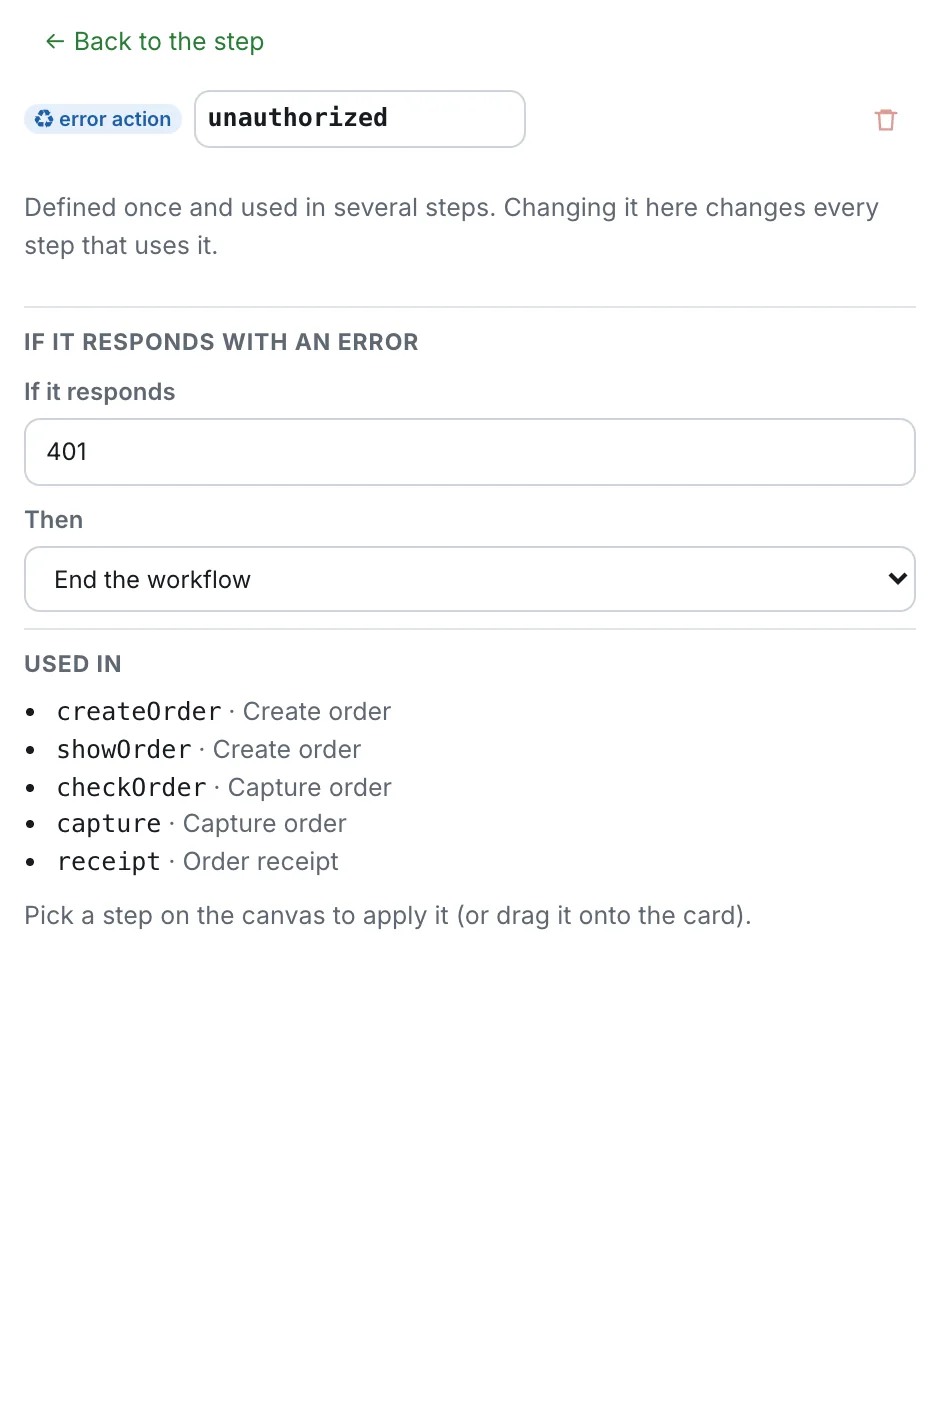 ← Back to the step
♻ error action unauthorized
Defined once and used in several steps. Changing it here changes every
step that uses it.
IF IT RESPONDS WITH AN ERROR
If it responds
401
Then
End the workflow
USED IN
• createOrder · Create order
• showOrder · Create order
• checkOrder · Capture order
• capture · Capture order
• receipt · Order receipt
Pick a step on the canvas to apply it (or drag it onto the card).